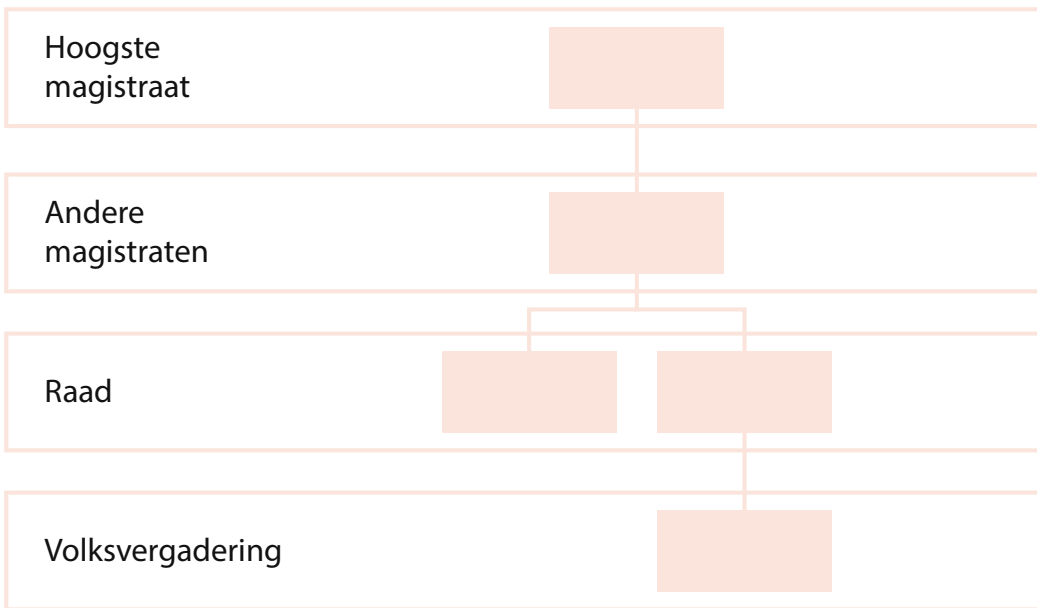 Hoogste
magistraat
Andere
magistraten
Raad
Volksvergadering